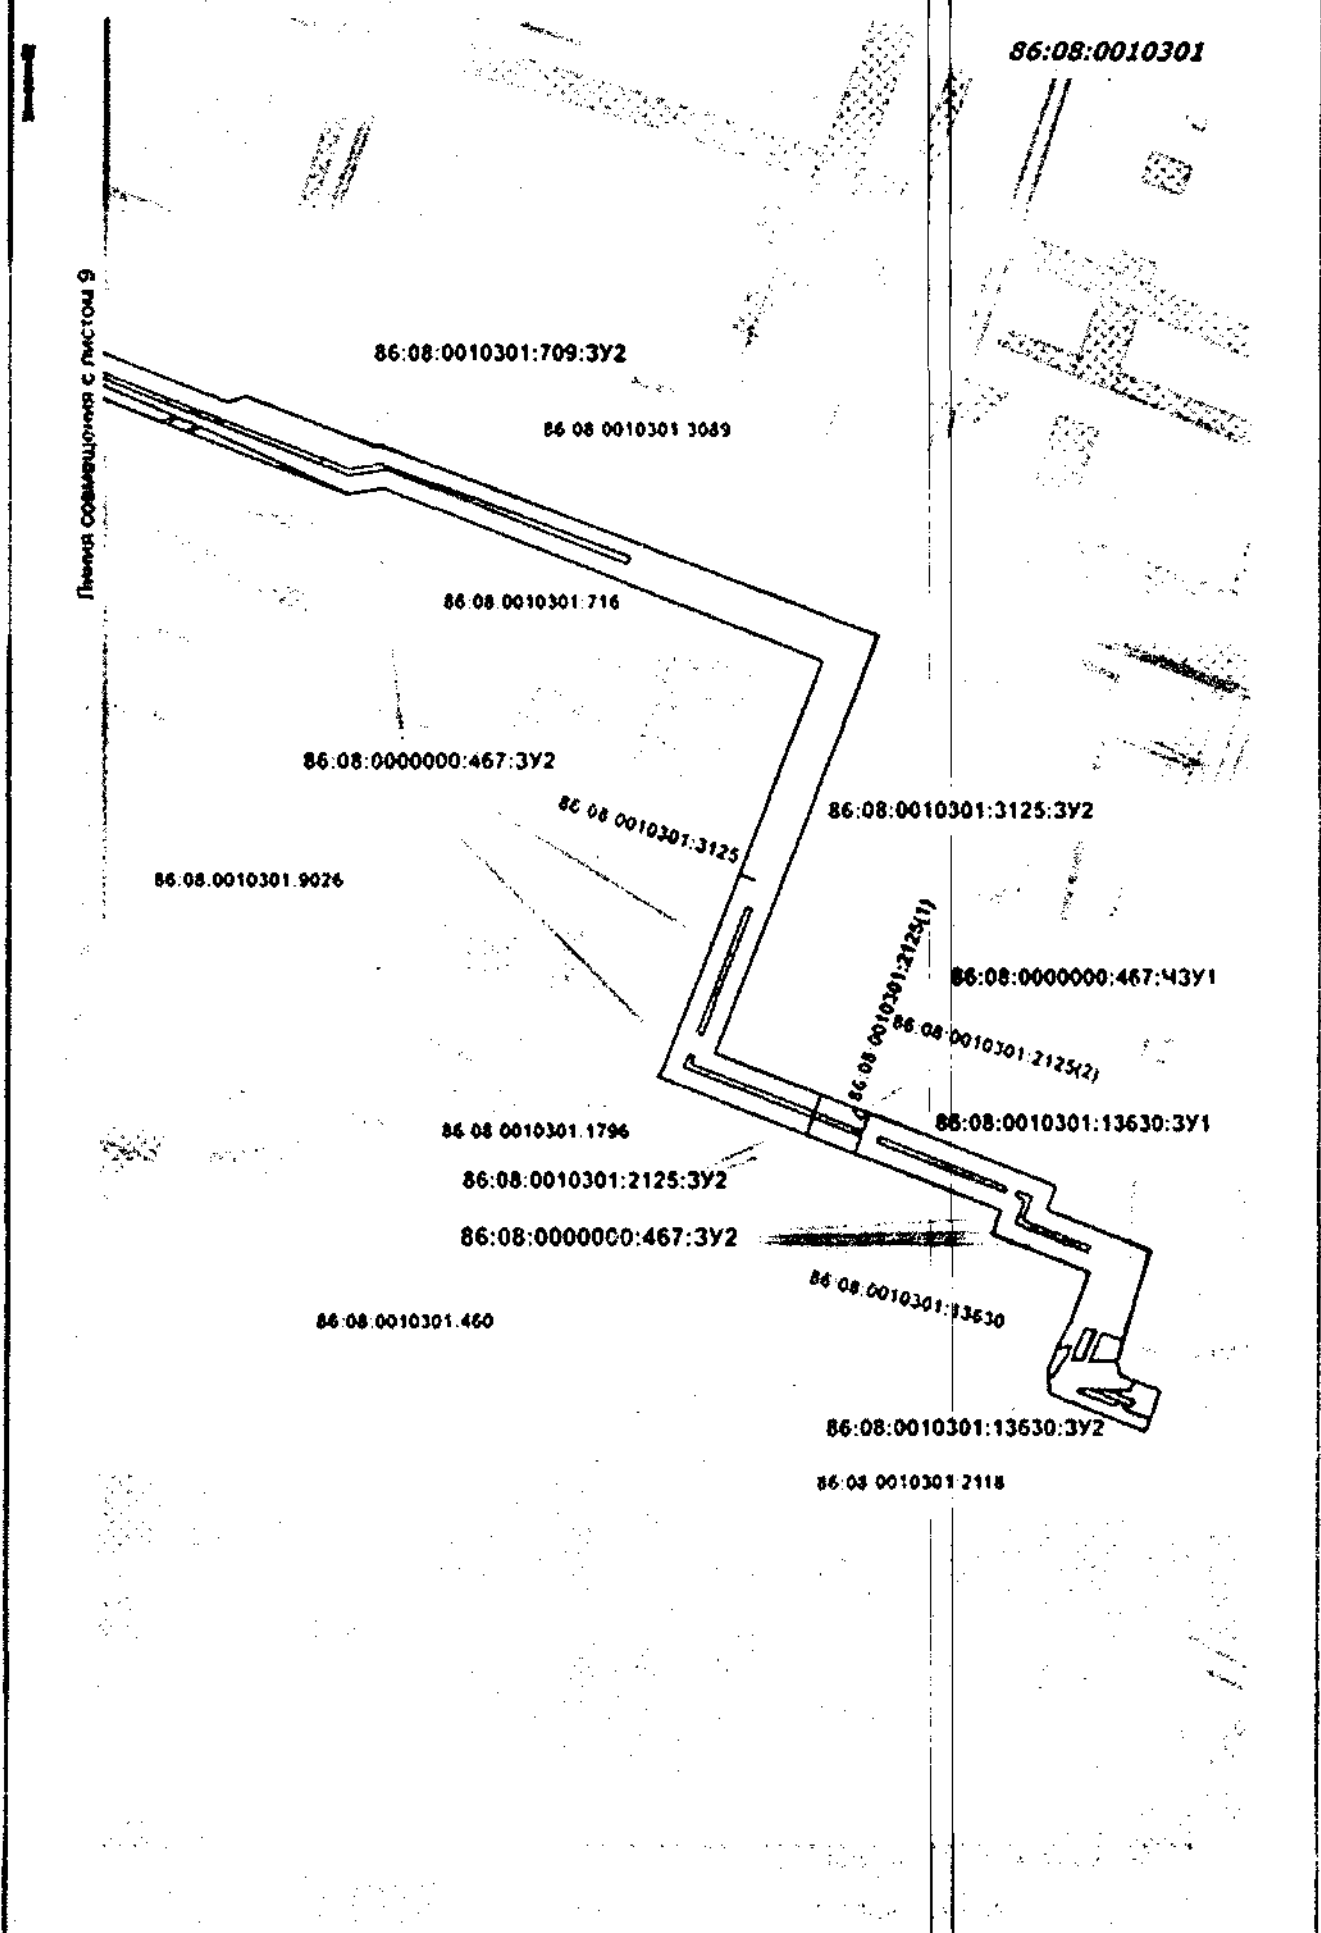 86:08:0010301
Линия совмещения с листом 9
86:08:0010301:709:ЗУ2
86 08 0010301 3089
86:08:0010301:716
86:08:0000000:467:ЗУ2
86 08 0010301:3125
86:08:0010301:3125:ЗУ2
86:08.0010301.9026
86:08:0010301:2125(1)
86:08:0000000:467:ЧЗУ1
86:08:0010301:2125(2)
86:08:0010301:13630:ЗУ1
86 08 0010301.1796
86:08:0010301:2125:ЗУ2
86:08:0000000:467:ЗУ2
86 08:0010301:13630
86:08:0010301.460
86:08:0010301:13630:ЗУ2
86:08 0010301 2118